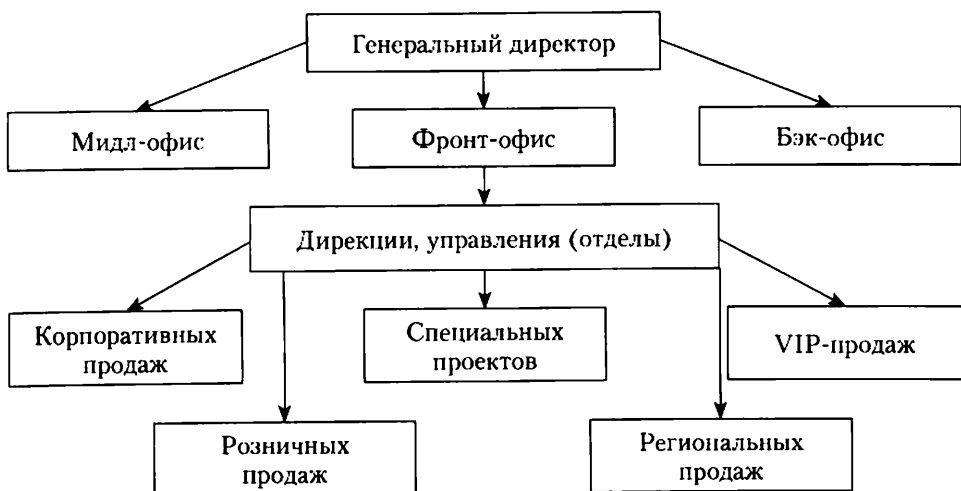 Генеральный директор
Мидл-офис
Фронт-офис
Бэк-офис
Дирекции, управления (отделы)
Корпоративных
продаж
Специальных
проектов
VIP-продаж
Розничных
продаж
Региональных
продаж